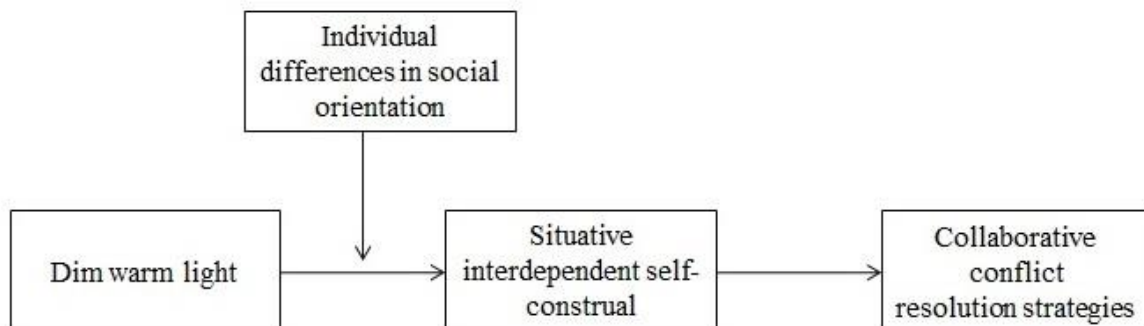 Individual
differences in social
orientation
Dim warm light
Situative
interdependent self-
construal
Collaborative
conflict
resolution strategies